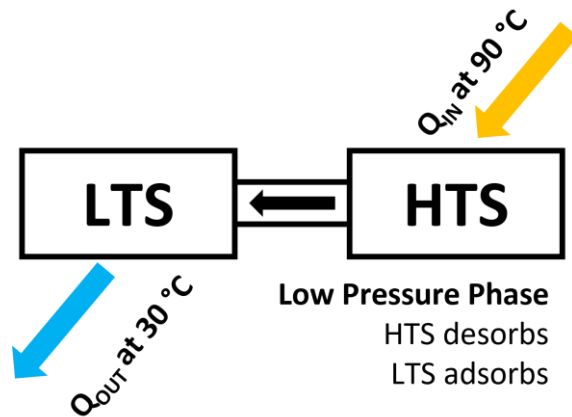 Q_IN at 90 °C
LTS
HTS
Low Pressure Phase
HTS desorbs
LTS adsorbs
Q_OUT at 30 °C